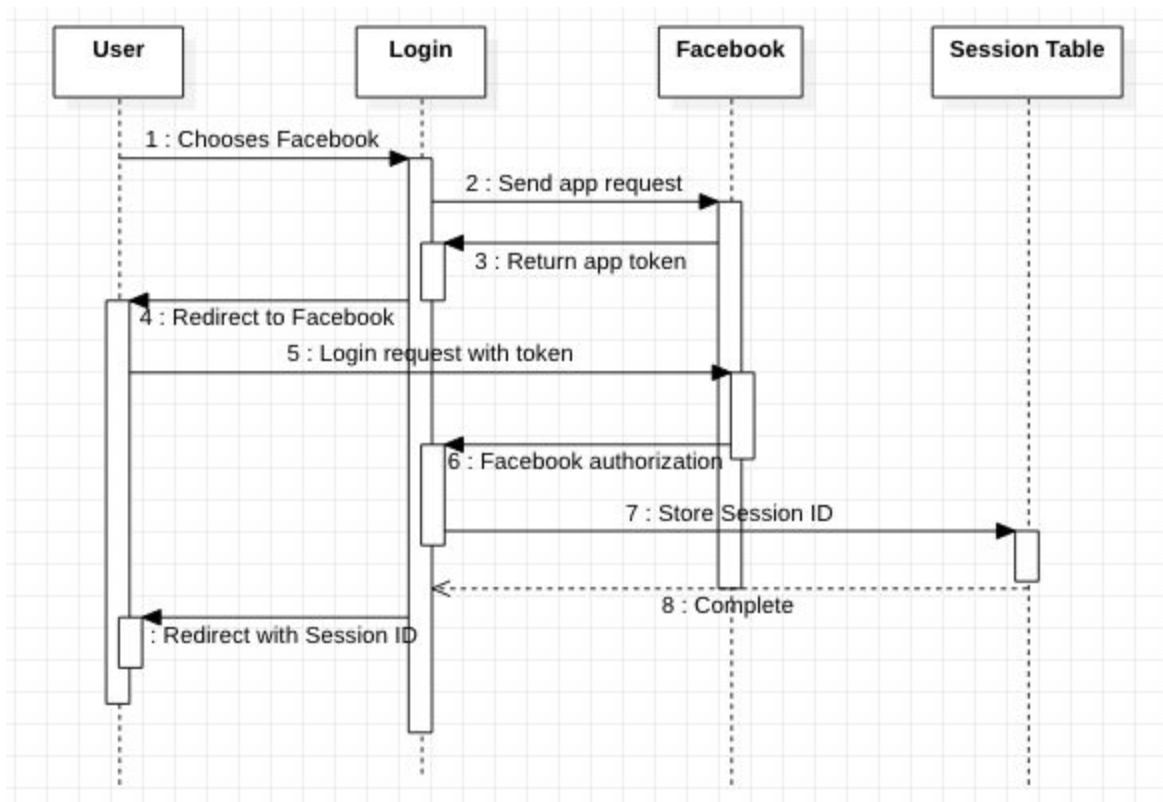 User
Login
Facebook
Session Table
1 : Chooses Facebook
2 : Send app request
3 : Return app token
4 : Redirect to Facebook
5 : Login request with token
6 : Facebook authorization
7 : Store Session ID
8 : Complete
: Redirect with Session ID